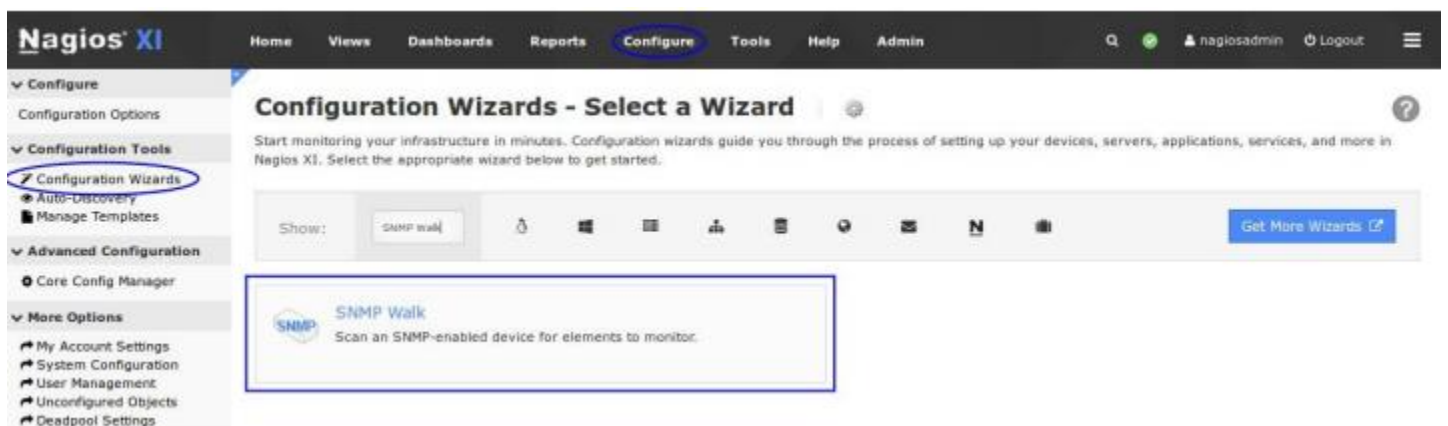 Nagios XI
Home Views Dashboards Reports Configure Tools Help Admin
nagiosadmin Logout
Configure
Configuration Options
Configuration Tools
Configuration Wizards
Auto-Discovery
Manage Templates
Advanced Configuration
Core Config Manager
More Options
My Account Settings
System Configuration
User Management
Unconfigured Objects
Deadpool Settings
Configuration Wizards - Select a Wizard
?
Start monitoring your infrastructure in minutes. Configuration wizards guide you through the process of setting up your devices, servers, applications, services, and more in
Nagios XI. Select the appropriate wizard below to get started.
Show: SNMP Walk N Get More Wizards
SNMP
SNMP Walk
Scan an SNMP-enabled device for elements to monitor.